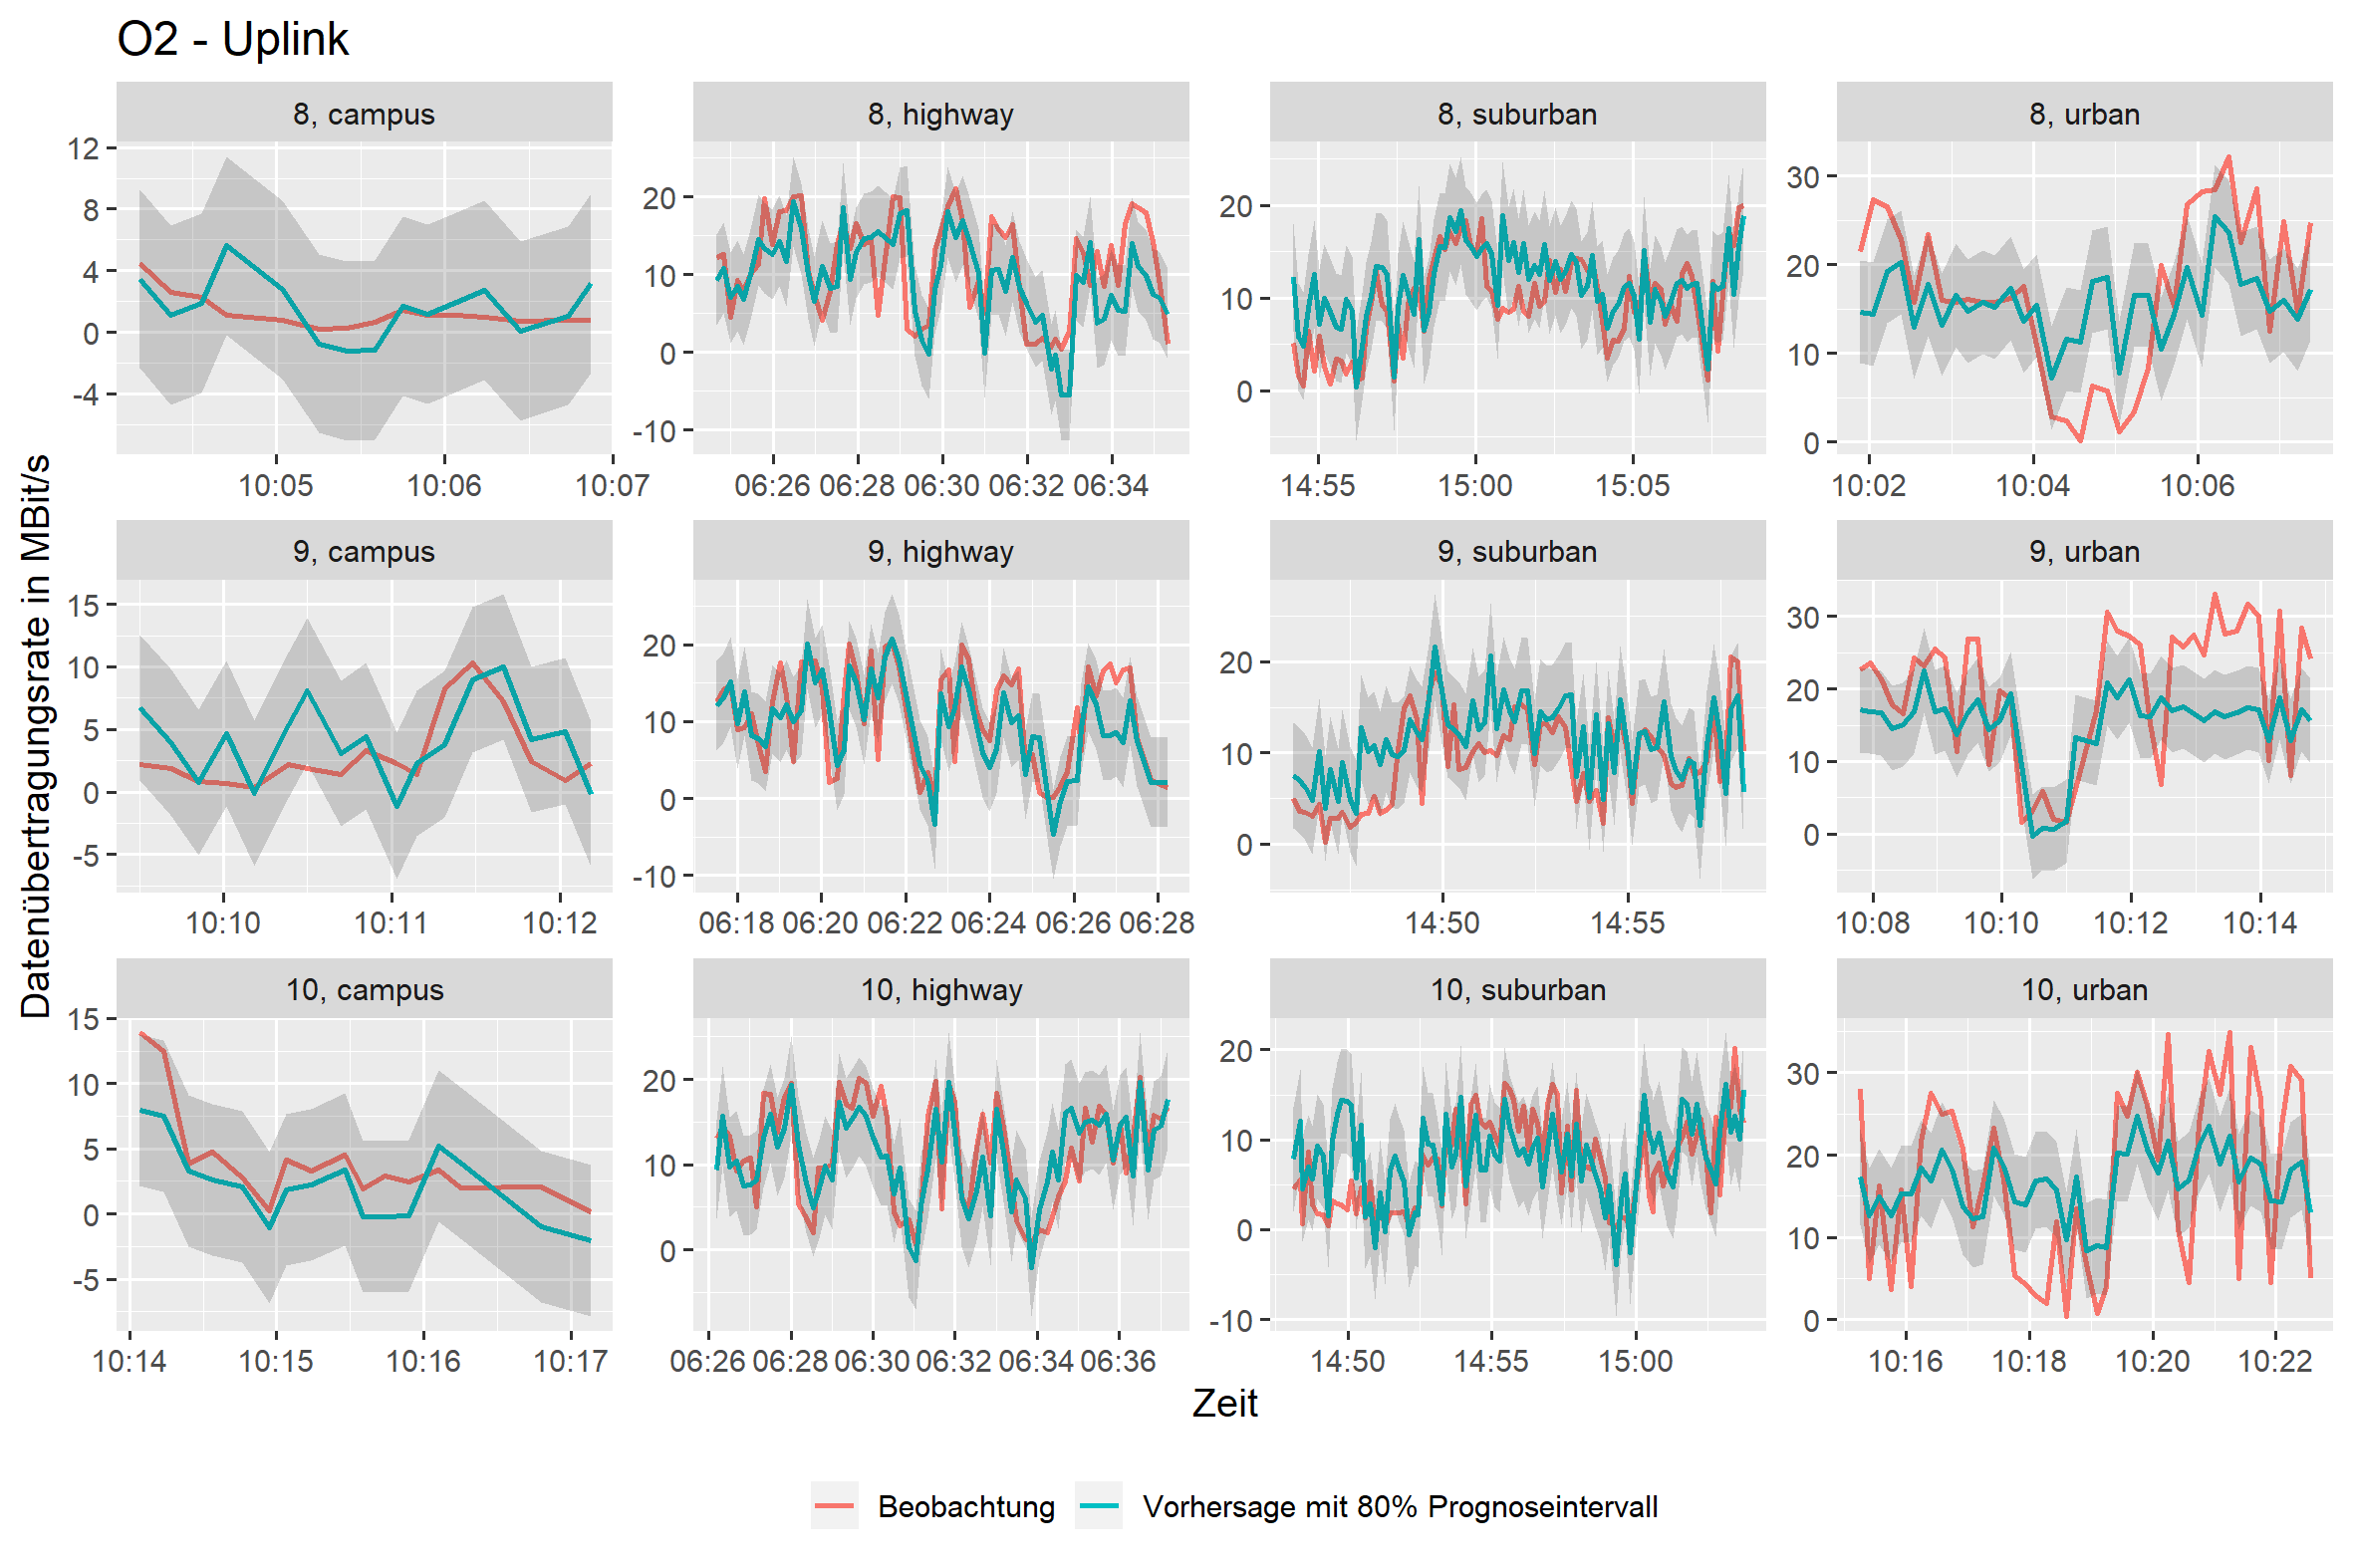 O2 - Uplink
Datenübertragungsrate in MBit/s
8, campus
8, highway
8, suburban
8, urban
12
8
4
0
-4
20
10
0
-10
20
10
0
30
20
10
0
10:05 10:06 10:07
06:26 06:28 06:30 06:32 06:34
14:55 15:00 15:05
10:02 10:04 10:06
9, campus
9, highway
9, suburban
9, urban
15
10
5
0
-5
20
10
0
-10
20
10
0
30
20
10
0
10:10 10:11 10:12
06:18 06:20 06:22 06:24 06:26 06:28
14:50 14:55
10:08 10:10 10:12 10:14
10, campus
10, highway
10, suburban
10, urban
15
10
5
0
-5
20
10
0
20
10
0
-10
30
20
10
0
10:14 10:15 10:16 10:17
06:26 06:28 06:30 06:32 06:34 06:36
14:50 14:55 15:00
10:16 10:18 10:20 10:22
Zeit
Beobachtung
Vorhersage mit 80% Prognoseintervall